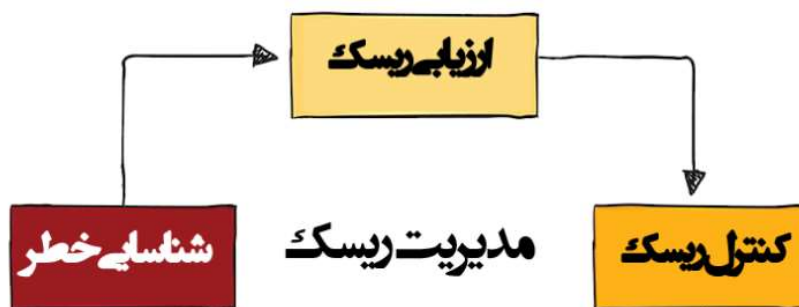 ارزیابی ریسک
شناسایی خطر
مدیریت ریسک
کنترل ریسک